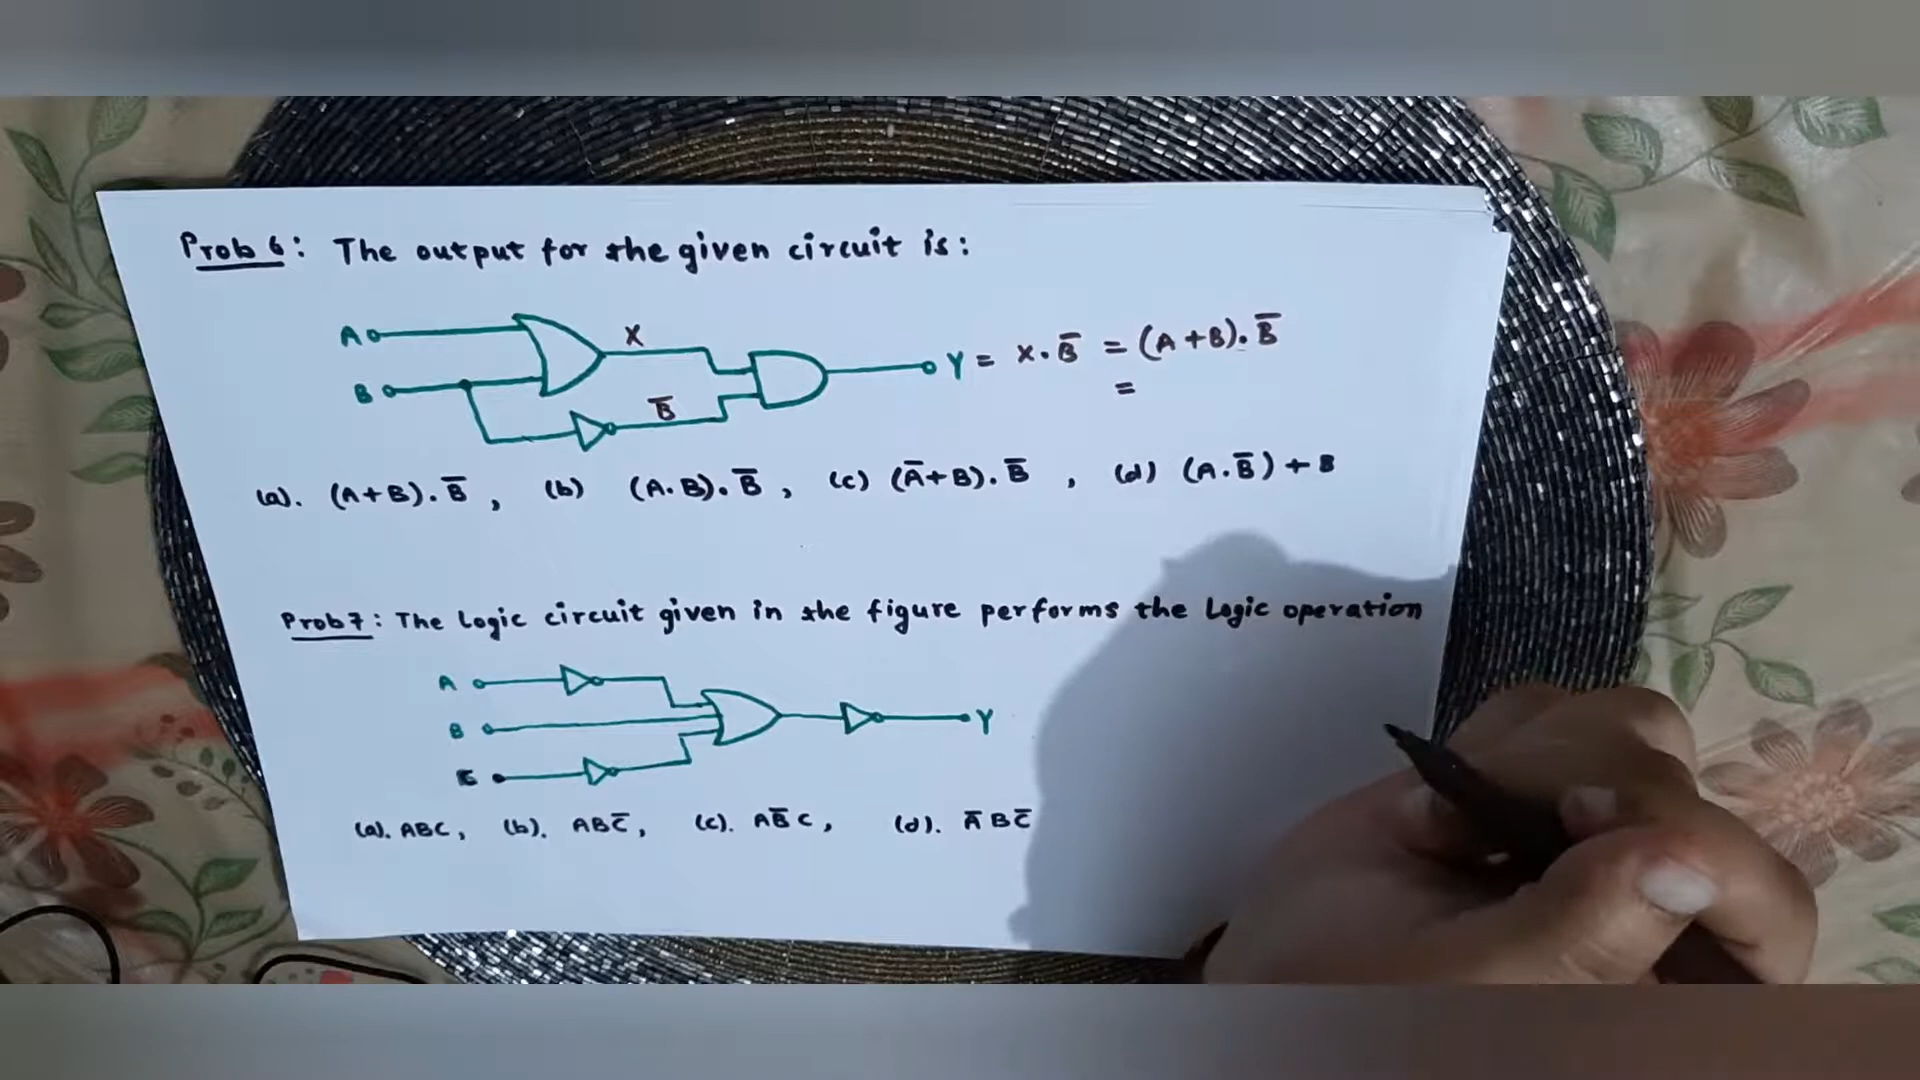 Prob 6: The output for the given circuit is:
A X Y = X.B̅ = (A+B).B̅
B B̅ =
(a). (A+B).B̅ , (b) (A.B).B̅ , (c) (A̅+B).B̅ , (d) (A.B̅)+B
Prob 7: The Logic circuit given in the figure performs the Logic operation
A
B Y
C
(a). ABC, (b). ABC̅, (c). AB̅C, (d). A̅BC̅